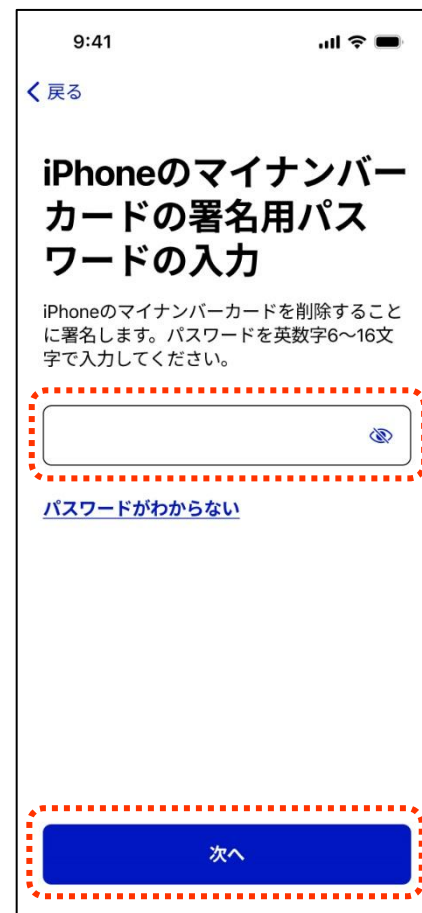 9:41
戻る
iPhoneのマイナンバー
カードの署名用パス
ワードの入力
iPhoneのマイナンバーカードを削除すること
に署名します。パスワードを英数字6〜16文
字で入力してください。
パスワードがわからない
次へ